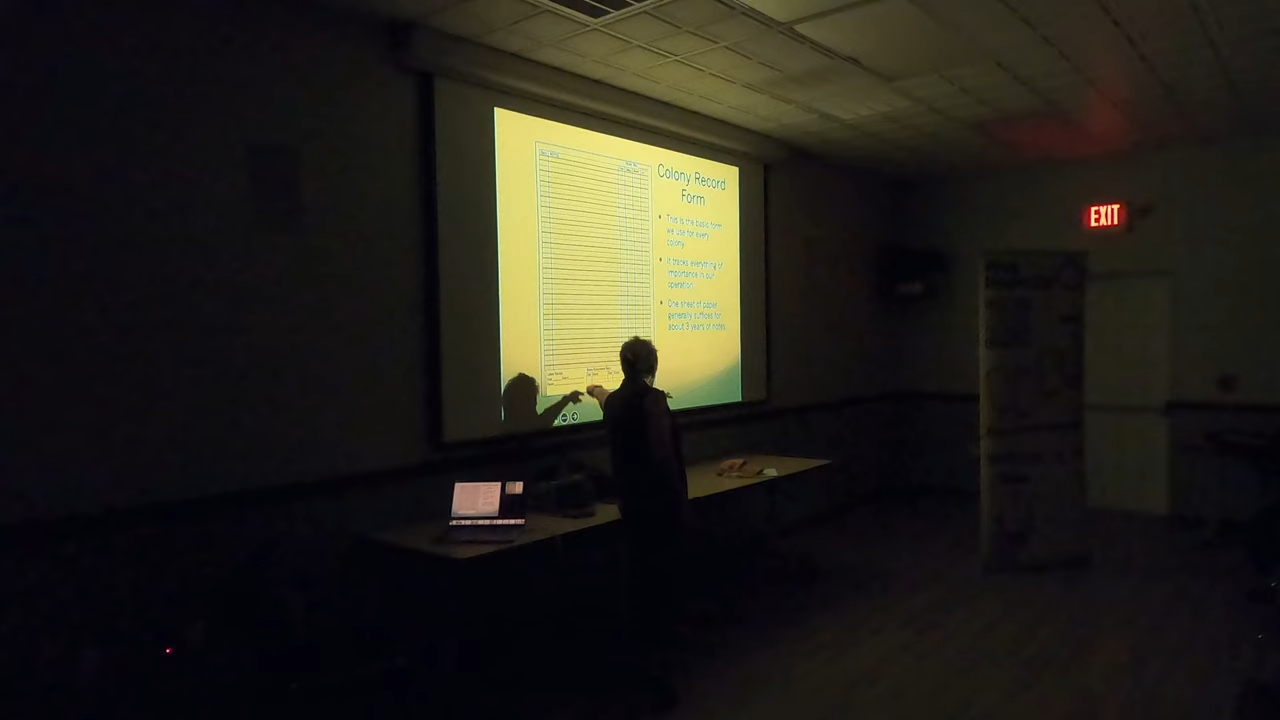 Colony Record
Form
• This is the basic form
we use for every
colony.
• It tracks everything of
importance in our
operation.
• One sheet of paper
generally suffices for
about 3 years of notes
EXIT